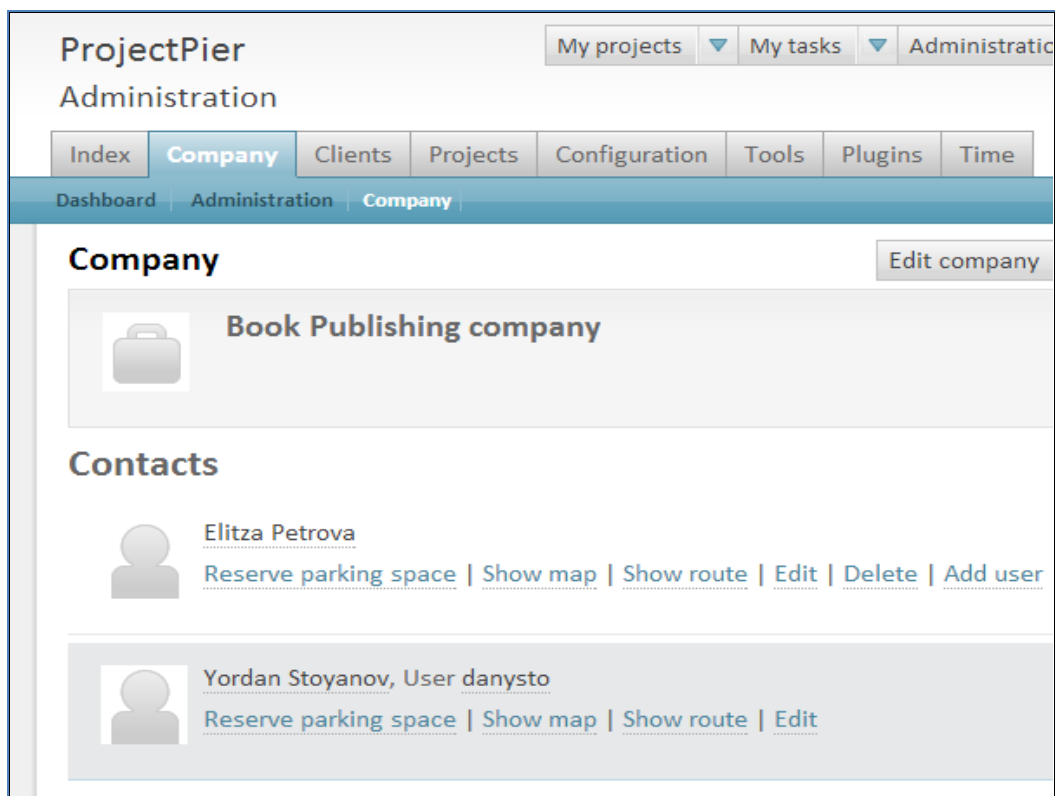 ProjectPier
My projects My tasks Administratio
Administration
Index Company Clients Projects Configuration Tools Plugins Time
Dashboard Administration Company
Company Edit company
Book Publishing company
Contacts
Elitza Petrova
Reserve parking space | Show map | Show route | Edit | Delete | Add user
Yordan Stoyanov, User danysto
Reserve parking space | Show map | Show route | Edit